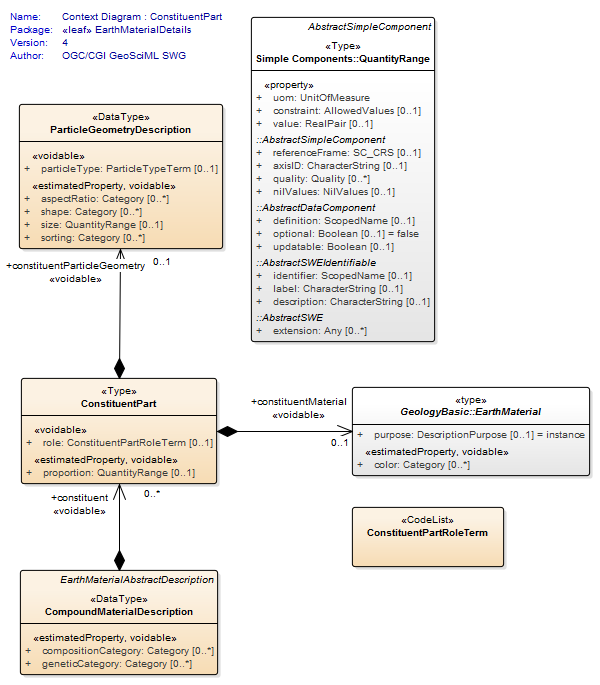 Name: Context Diagram : ConstituentPart
Package: «leaf» EarthMaterialDetails
Version: 4
Author: OGC/CGI GeoSciML SWG
AbstractSimpleComponent
«Type»
Simple Components::QuantityRange
«property»
+ uom: UnitOfMeasure
+ constraint: AllowedValues [0..1]
+ value: RealPair [0..1]
::AbstractSimpleComponent
+ referenceFrame: SC_CRS [0..1]
+ axisID: CharacterString [0..1]
+ quality: Quality [0..*]
+ nilValues: NilValues [0..1]
::AbstractDataComponent
+ definition: ScopedName [0..1]
+ optional: Boolean [0..1] = false
+ updatable: Boolean [0..1]
::AbstractSWEIdentifiable
+ identifier: ScopedName [0..1]
+ label: CharacterString [0..1]
+ description: CharacterString [0..1]
::AbstractSWE
+ extension: Any [0..*]
«DataType»
ParticleGeometryDescription
«voidable»
+ particleType: ParticleTypeTerm [0..1]
«estimatedProperty, voidable»
+ aspectRatio: Category [0..*]
+ shape: Category [0..*]
+ size: QuantityRange [0..1]
+ sorting: Category [0..*]
+constituentParticleGeometry 0..1
«voidable»
«Type»
ConstituentPart
«voidable»
+ role: ConstituentPartRoleTerm [0..1]
«estimatedProperty, voidable»
+ proportion: QuantityRange [0..1]
+constituentMaterial
«voidable»
0..1
«type»
GeologyBasic::EarthMaterial
+ purpose: DescriptionPurpose [0..1] = instance
«estimatedProperty, voidable»
+ color: Category [0..*]
+constituent 0..*
«voidable»
«CodeList»
ConstituentPartRoleTerm
EarthMaterialAbstractDescription
«DataType»
CompoundMaterialDescription
«estimatedProperty, voidable»
+ compositionCategory: Category [0..*]
+ geneticCategory: Category [0..*]